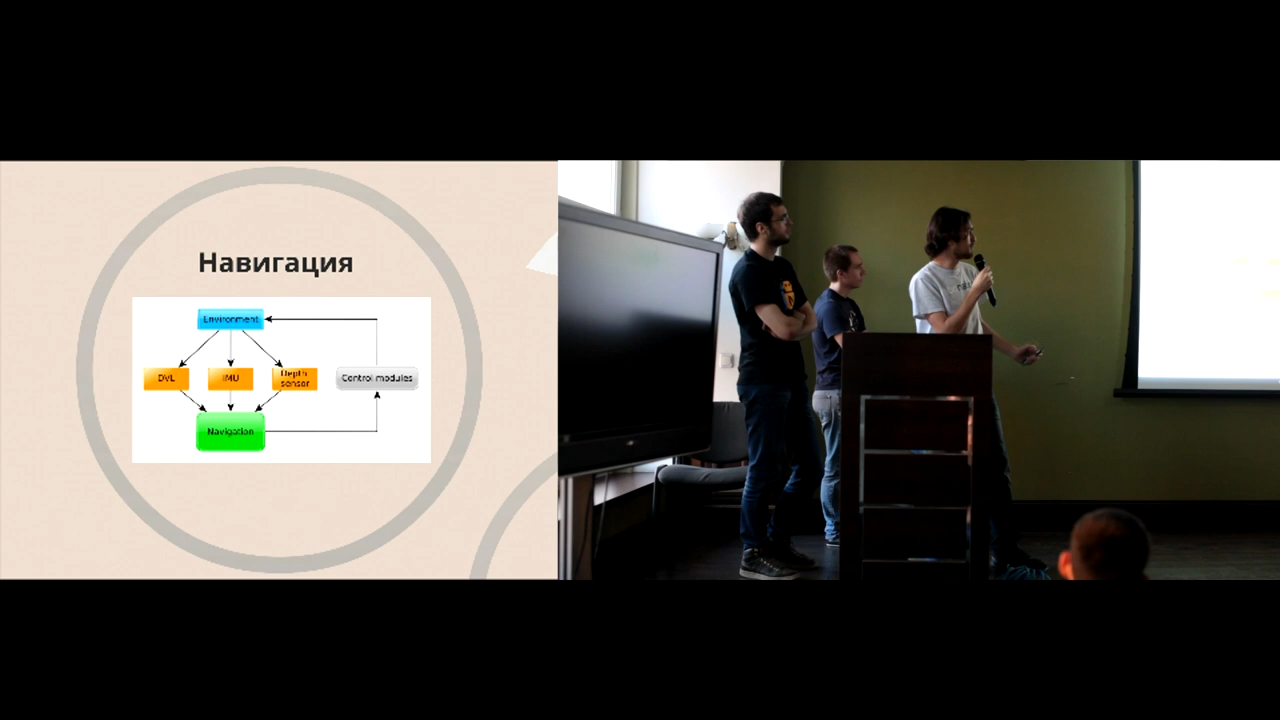 Навигация
Environment
DVL
IMU
Depth
sensor
Control modules
Navigation